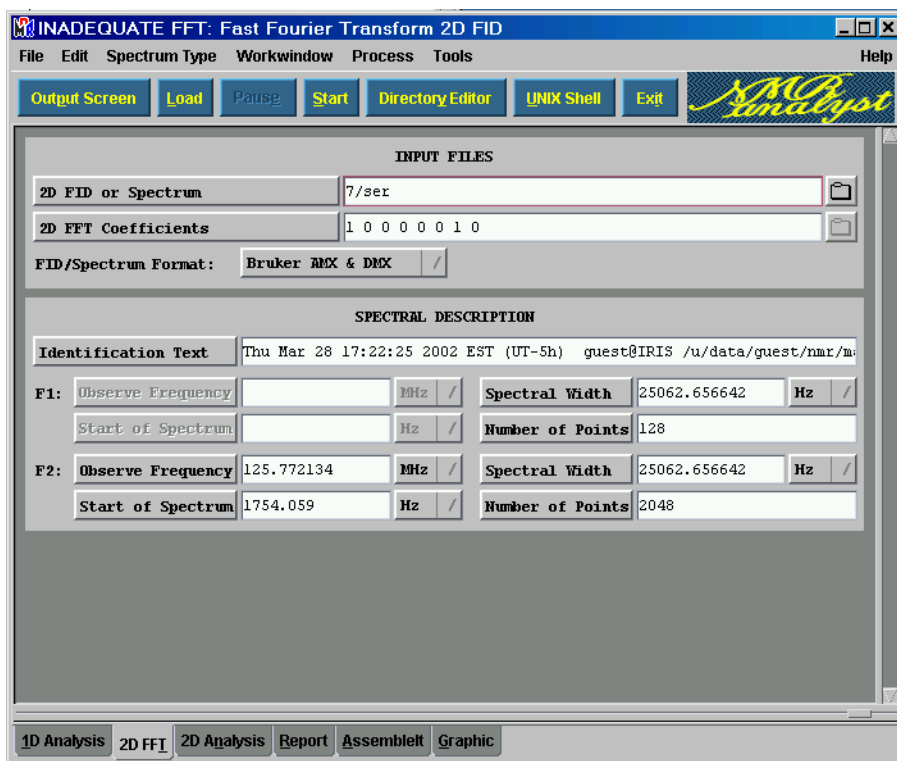 INADEQUATE FFT: Fast Fourier Transform 2D FID
File Edit Spectrum Type Workwindow Process Tools Help
Output Screen Load Pause Start Directory Editor UNIX Shell Exit NMR analyst
INPUT FILES
2D FID or Spectrum 7/ser
2D FFT Coefficients 1 0 0 0 0 0 1 0
FID/Spectrum Format: Bruker AMX & DMX
SPECTRAL DESCRIPTION
Identification Text Thu Mar 28 17:22:25 2002 EST (UT-5h) guest@IRIS /u/data/guest/nmr/m
F1: Observe Frequency MHz Spectral Width 25062.656642 Hz
Start of Spectrum Hz Number of Points 128
F2: Observe Frequency 125.772134 MHz Spectral Width 25062.656642 Hz
Start of Spectrum 1754.059 Hz Number of Points 2048
1D Analysis 2D FFT 2D Analysis Report AssembleIt Graphic